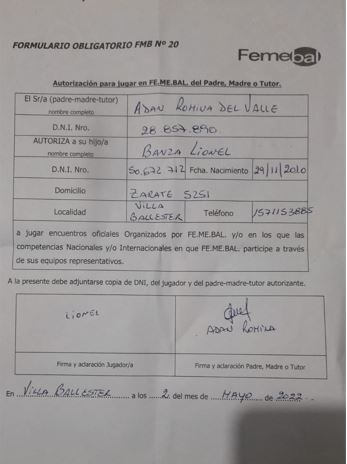 FORMULARIO OBLIGATORIO FMB Nº 20
Femebal
Autorización para jugar en FE.ME.BAL. del Padre, Madre o Tutor.
El Sr/a (padre-madre-tutor)
nombre completo
ADAN ROMINA DEL VALLE
D.N.I. Nro.
28.857.890.
AUTORIZA a su hijo/a
nombre completo
BANZA LIONEL
D.N.I. Nro.
50.672.712
Fcha. Nacimiento
29/11/2010
Domicilio
ZARATE 5251
Localidad
VILLA
BALLESTER
Teléfono
1571153885
a jugar encuentros oficiales Organizados por FE.ME.BAL. y/o en los que las
competencias Nacionales y/o Internacionales en que FE.ME.BAL. participe a través
de sus equipos representativos.
A la presente debe adjuntarse copia de DNI, del jugador y del padre-madre-tutor autorizante.
LIONEL
ADAN ROMINA
Firma y aclaración Jugador/a
Firma y aclaración Padre, Madre o Tutor
En VILLA BALLESTER a los 2 del mes de MAYO de 2022